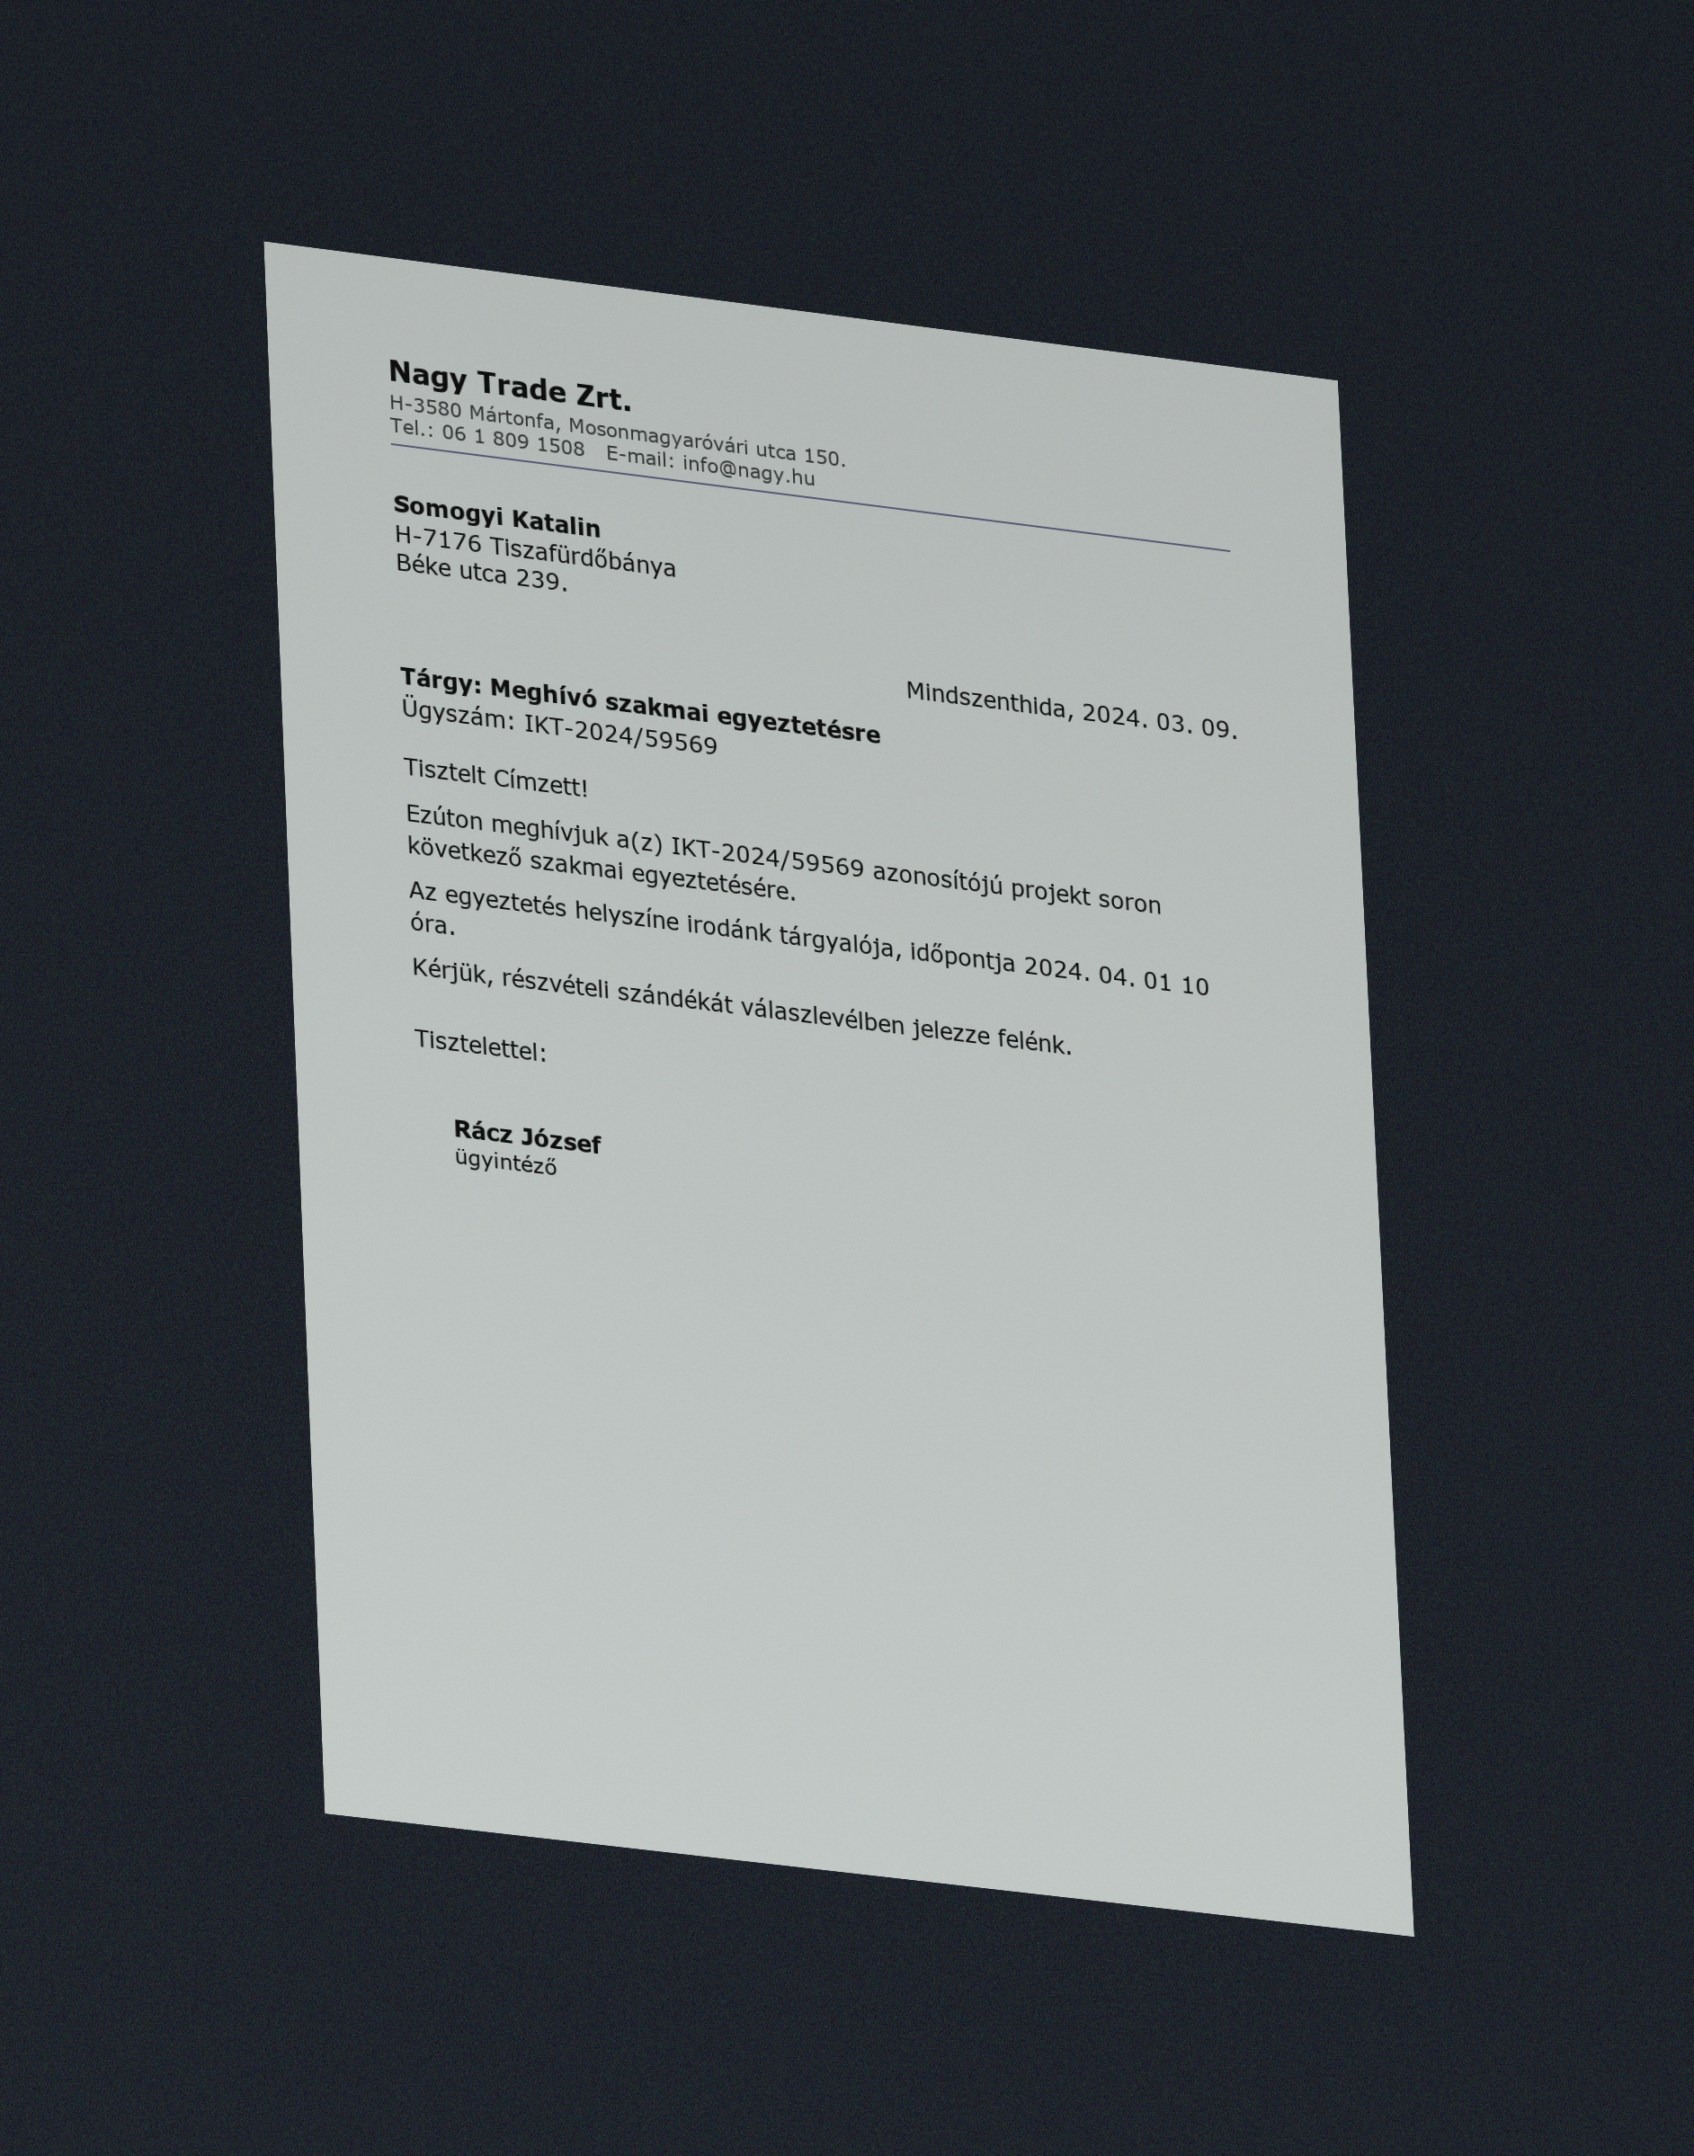 Nagy Trade Zrt.
H-3580 Mártonfa, Mosonmagyaróvári utca 150.
Tel.: 06 1 809 1508 E-mail: info@nagy.hu
Somogyi Katalin
H-7176 Tiszafürdőbánya
Béke utca 239.
Mindszenthida, 2024. 03. 09.
Tárgy: Meghívó szakmai egyeztetésre
Ügyszám: IKT-2024/59569
Tisztelt Címzett!
Ezúton meghívjuk a(z) IKT-2024/59569 azonosítójú projekt soron
következő szakmai egyeztetésére.
Az egyeztetés helyszíne irodánk tárgyalója, időpontja 2024. 04. 01 10
óra.
Kérjük, részvételi szándékát válaszlevélben jelezze felénk.
Tisztelettel:
Rácz József
ügyintéző